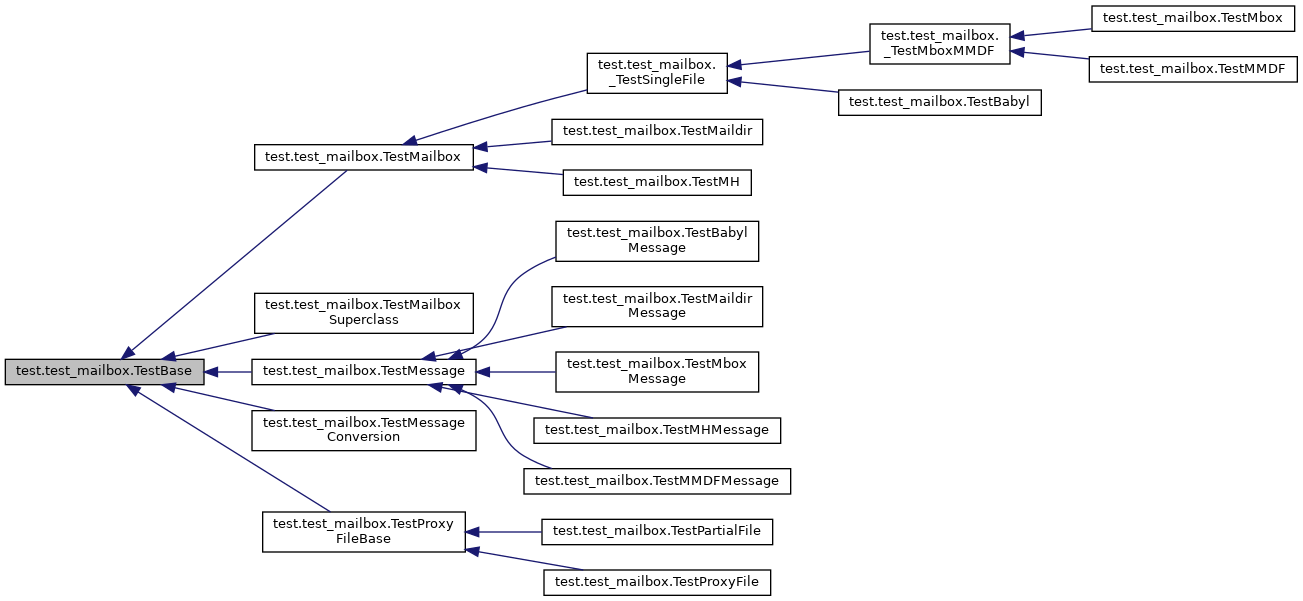 test.test_mailbox.TestMbox
test.test_mailbox.
_TestMboxMMDF
test.test_mailbox.TestMMDF
test.test_mailbox.
_TestSingleFile
test.test_mailbox.TestBabyl
test.test_mailbox.TestMaildir
test.test_mailbox.TestMailbox
test.test_mailbox.TestMH
test.test_mailbox.TestBabyl
Message
test.test_mailbox.TestMailbox
Superclass
test.test_mailbox.TestMaildir
Message
test.test_mailbox.TestBase
test.test_mailbox.TestMessage
test.test_mailbox.TestMbox
Message
test.test_mailbox.TestMessage
Conversion
test.test_mailbox.TestMHMessage
test.test_mailbox.TestMMDFMessage
test.test_mailbox.TestProxy
FileBase
test.test_mailbox.TestPartialFile
test.test_mailbox.TestProxyFile